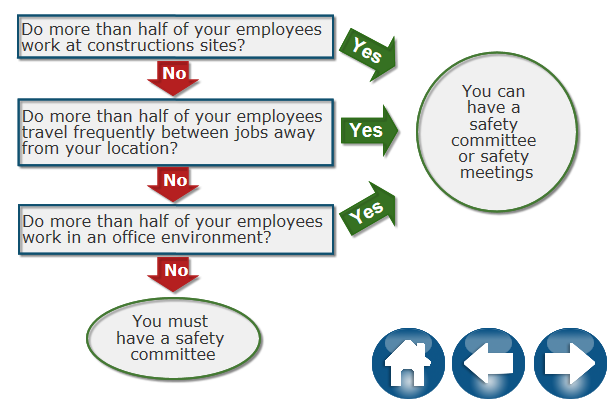 Do more than half of your employees
work at constructions sites?
Yes
No
Do more than half of your employees
travel frequently between jobs away
from your location?
Yes
You can
have a
safety
committee
or safety
meetings
No
Do more than half of your employees
work in an office environment?
Yes
No
You must
have a safety
committee